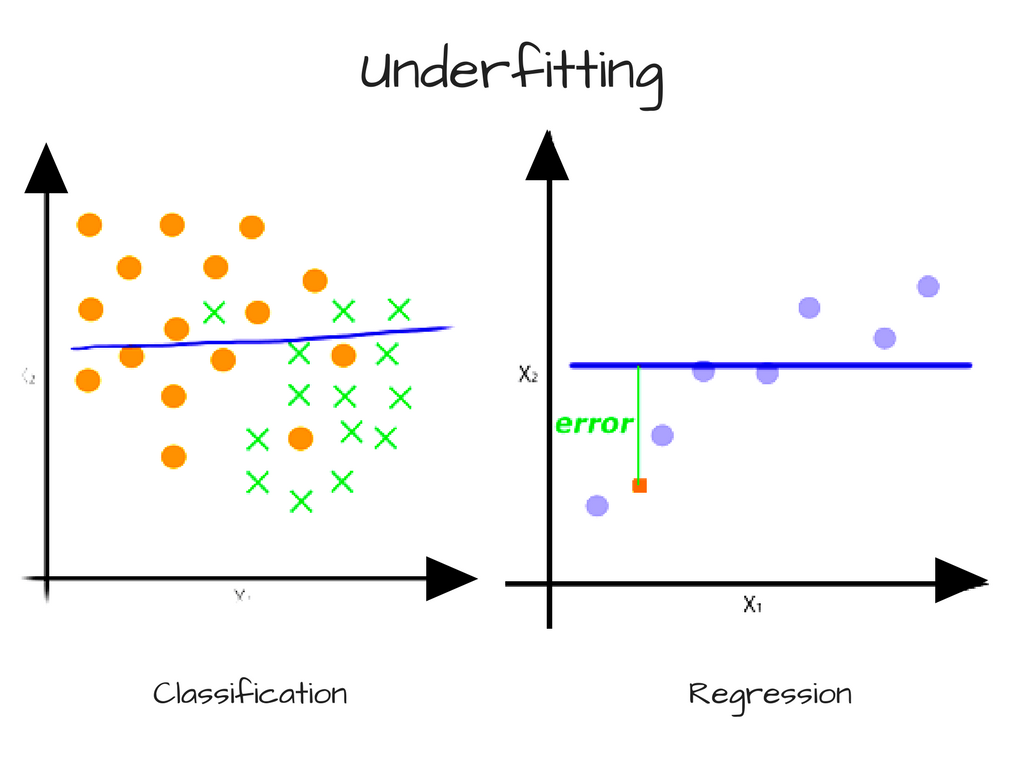 Underfitting
X₂
error
X₁
Classification
Regression